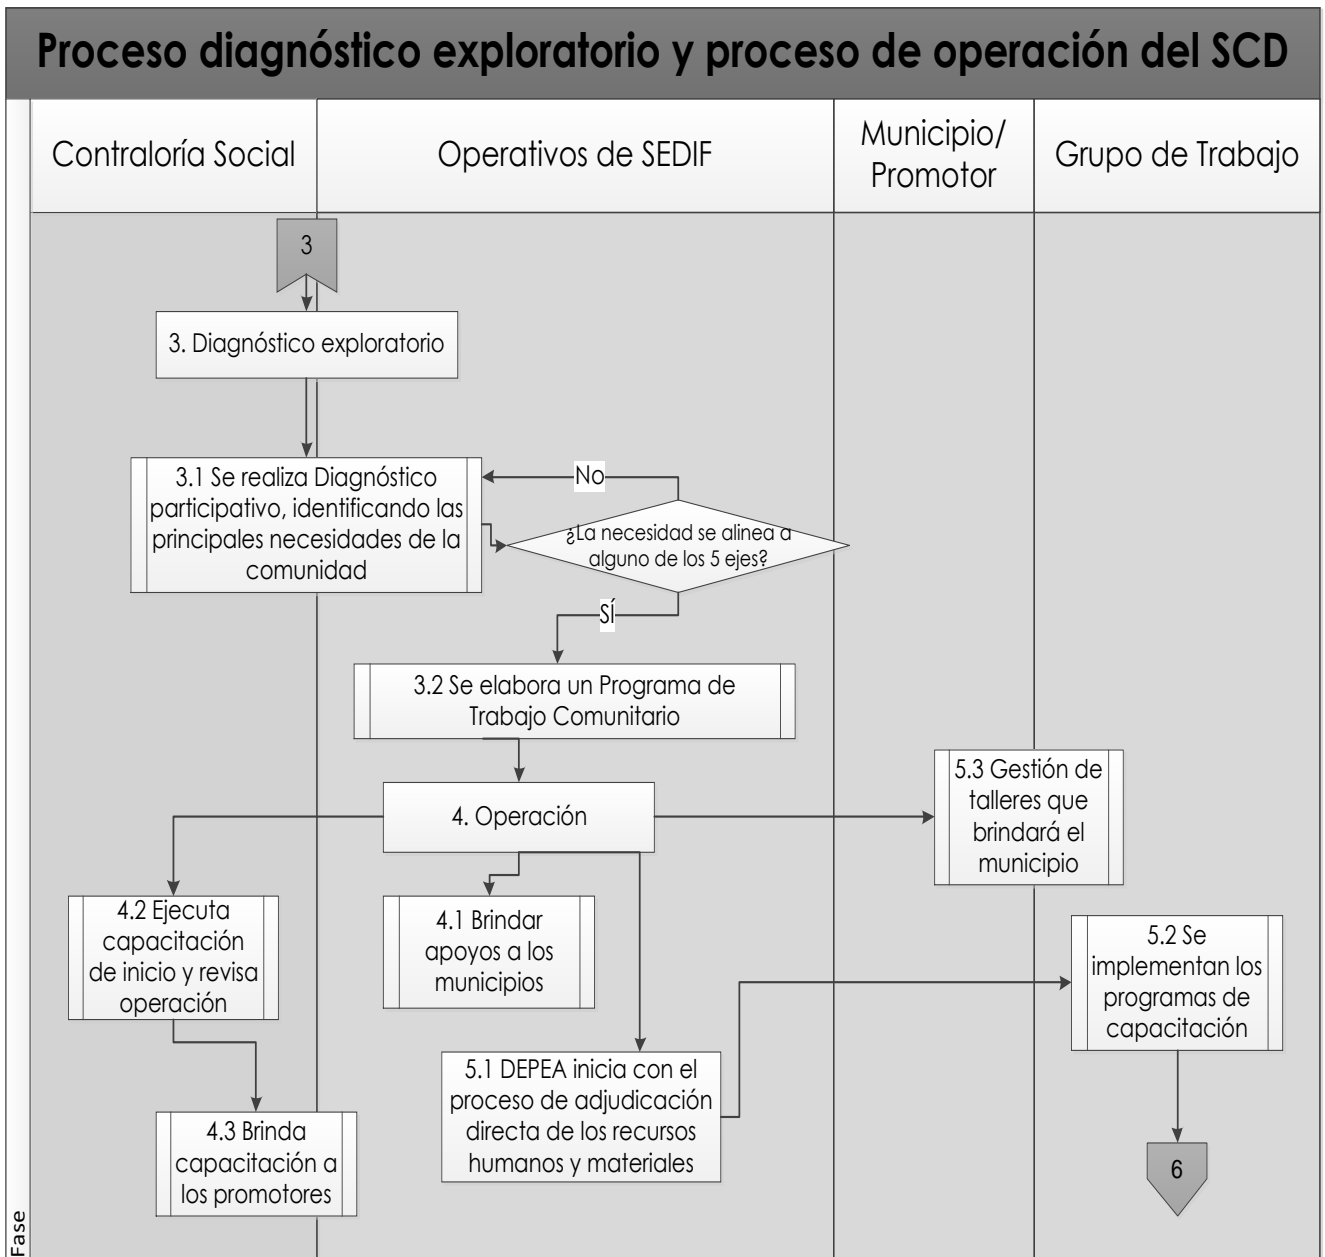 Proceso diagnóstico exploratorio y proceso de operación del SCD
Contraloría Social
Operativos de SEDIF
Municipio/
Promotor
Grupo de Trabajo
3
3. Diagnóstico exploratorio
3.1 Se realiza Diagnóstico
participativo, identificando las
principales necesidades de la
comunidad
No
¿La necesidad se alinea a
alguno de los 5 ejes?
SÍ
3.2 Se elabora un Programa de
Trabajo Comunitario
4. Operación
5.3 Gestión de
talleres que
brindará el
municipio
4.2 Ejecuta
capacitación
de inicio y revisa
operación
4.1 Brindar
apoyos a los
municipios
5.2 Se
implementan los
programas de
capacitación
5.1 DEPEA inicia con el
proceso de adjudicación
directa de los recursos
humanos y materiales
4.3 Brinda
capacitación a
los promotores
6
Fase